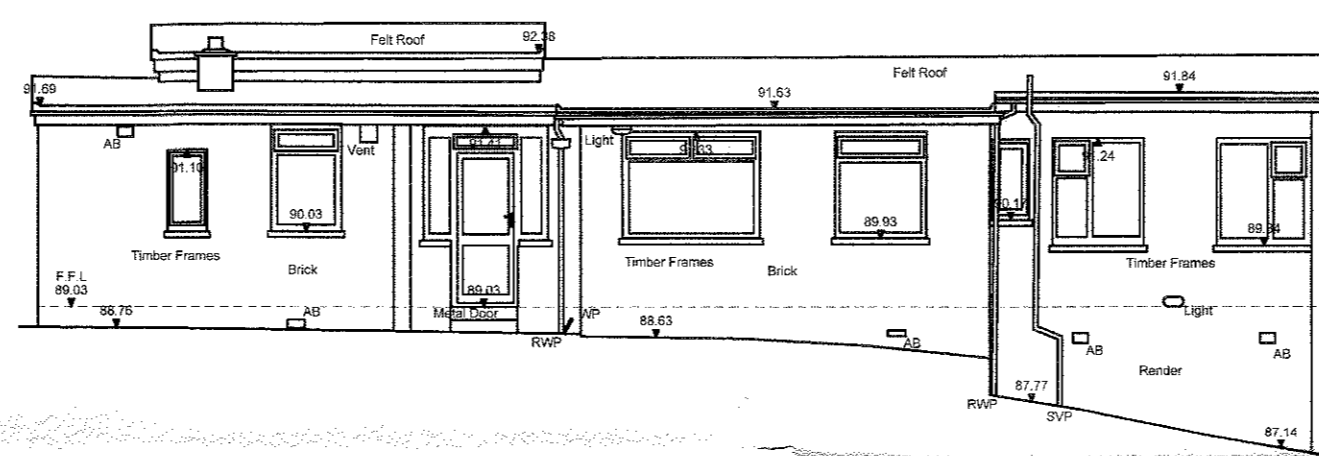 Felt Roof
92.38
Felt Roof
91.69
91.63
91.84
AB
Vent
91.41
Light
91.33
91.24
91.10
90.03
89.93
90.17
89.84
Timber Frames
Brick
Timber Frames
Brick
Timber Frames
F.F.L
89.03
89.03
88.76
AB
Metal Door
WP
RWP
88.63
AB
Light
AB
AB
Render
87.77
RWP
SVP
87.14